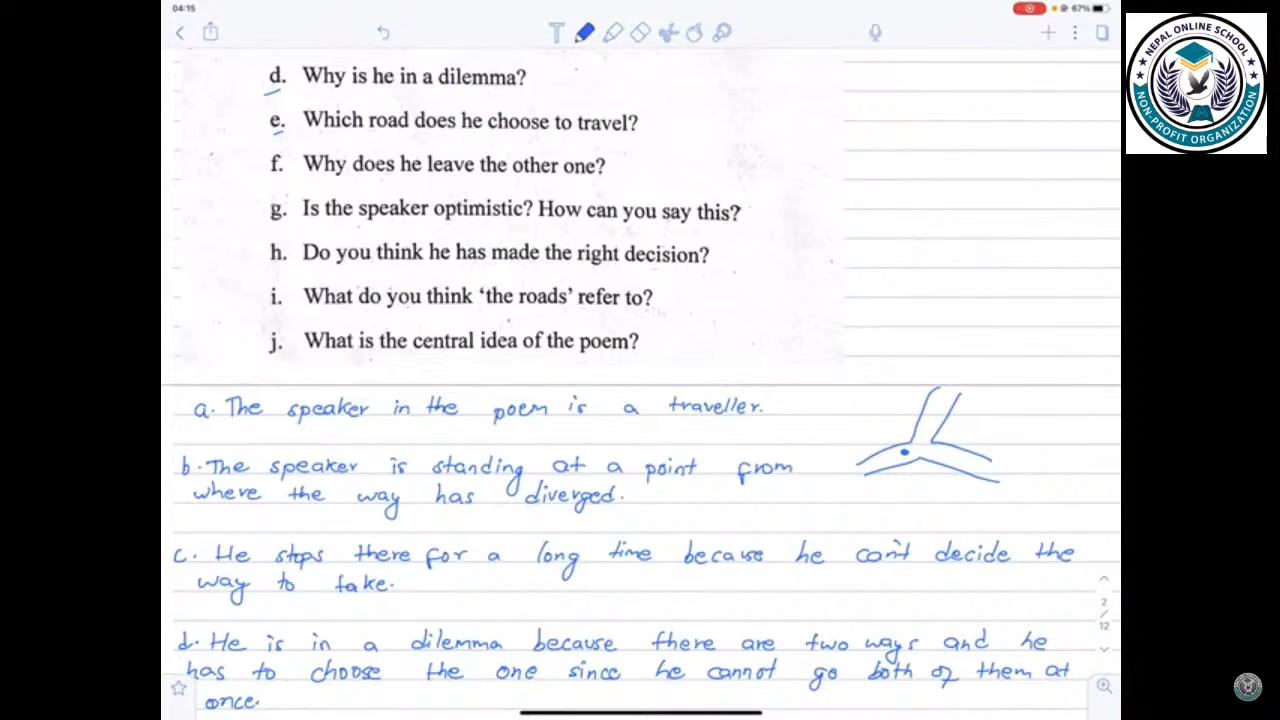 04:15
67%
d. Why is he in a dilemma?
e. Which road does he choose to travel?
f. Why does he leave the other one?
g. Is the speaker optimistic? How can you say this?
h. Do you think he has made the right decision?
i. What do you think ‘the roads’ refer to?
j. What is the central idea of the poem?
a. The speaker in the poem is a traveller.
b. The speaker is standing at a point from
where the way has diverged.
c. He stops there for a long time because he can't decide the
way to take.
d. He is in a dilemma because there are two ways and he
has to choose the one since he cannot go both of them at
once.
2
/
12
NEPAL ONLINE SCHOOL
NON-PROFIT ORGANIZATION